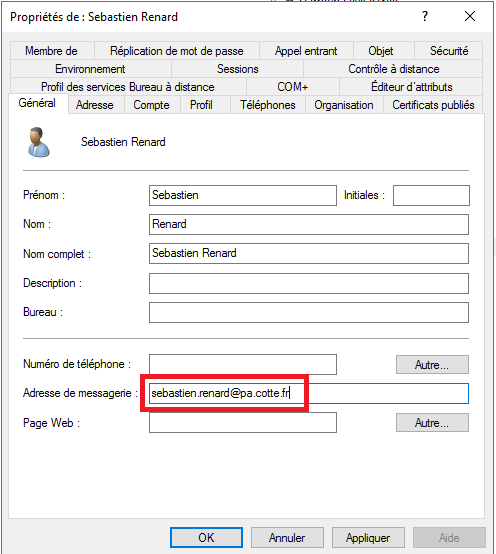 Propriétés de : Sebastien Renard ? ×
Membre de Réplication de mot de passe Appel entrant Objet Sécurité
Environnement Sessions Contrôle à distance
Profil des services Bureau à distance COM+ Éditeur d'attributs
Général Adresse Compte Profil Téléphones Organisation Certificats publiés
Sebastien Renard
Prénom : Sebastien Initiales :
Nom : Renard
Nom complet : Sebastien Renard
Description :
Bureau :
Numéro de téléphone : Autre...
Adresse de messagerie : sebastien.renard@pa.cotte.fr
Page Web : Autre...
OK Annuler Appliquer Aide